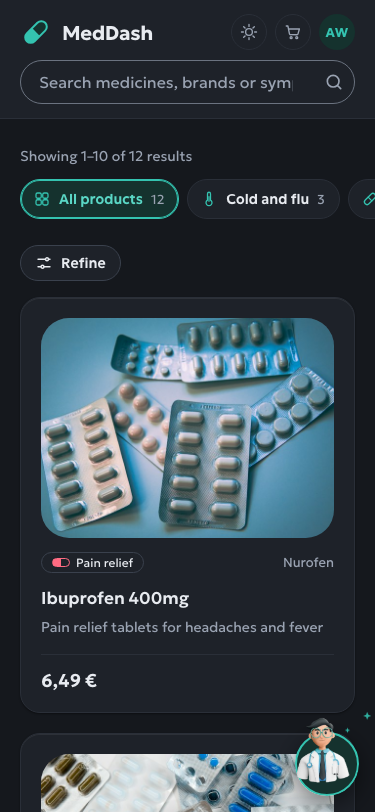 MedDash
AW
Search medicines, brands or sym
Showing 1–10 of 12 results
All products 12
Cold and flu 3
Refine
Pain relief
Nurofen
Ibuprofen 400mg
Pain relief tablets for headaches and fever
6,49 €